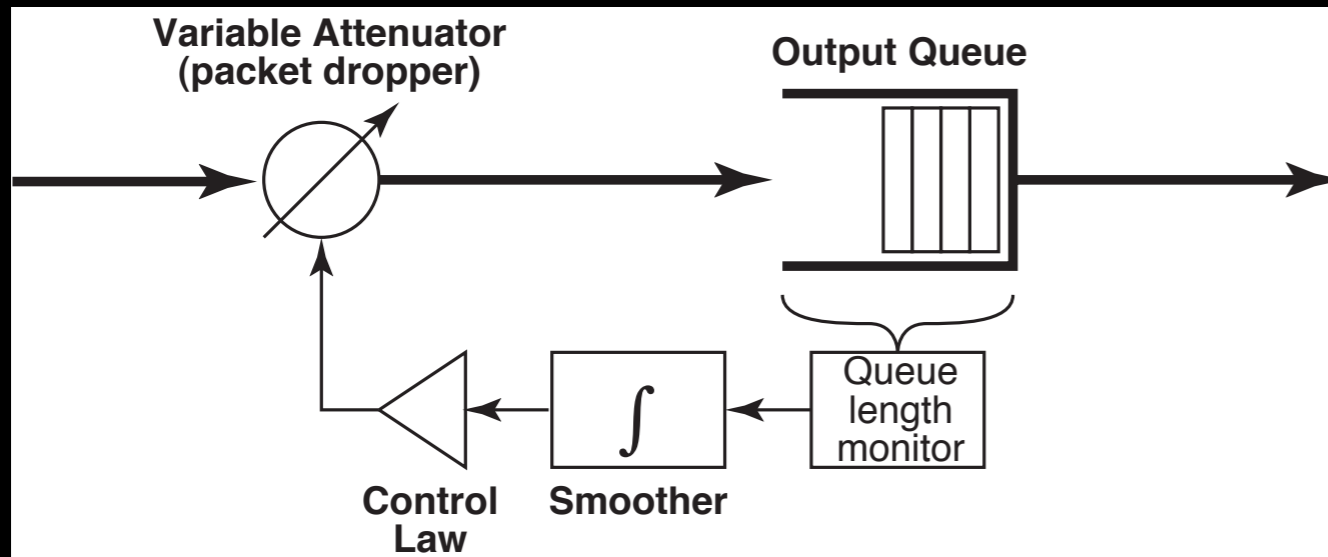 Variable Attenuator
(packet dropper)
Output Queue
Queue
length
monitor
∫
Control
Law
Smoother